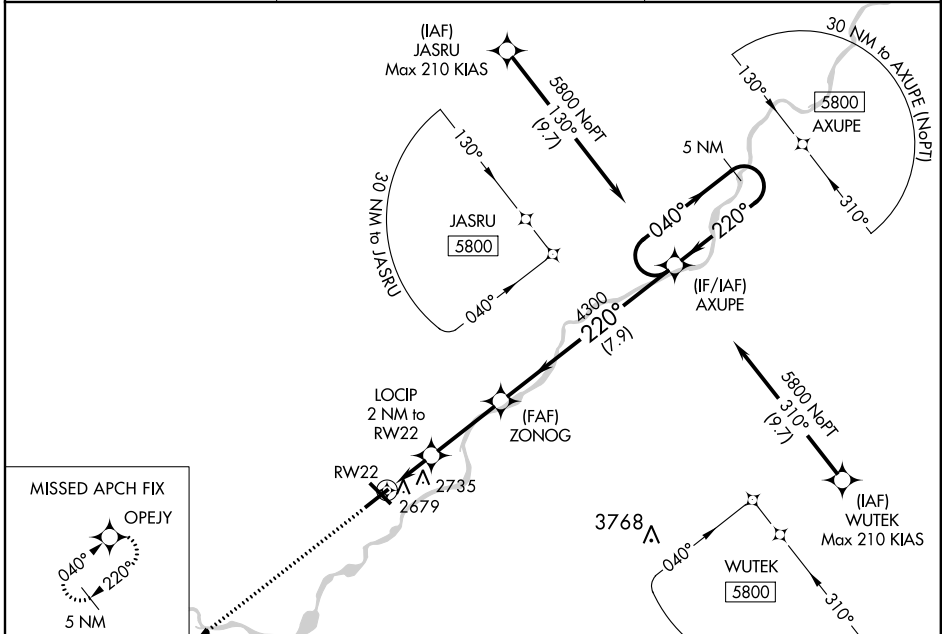 (IAF)
JASRU
Max 210 KIAS
5800 NoPT
130°
(9.7)
30 NM to AXUPE (NoPT)
130°
5800
AXUPE
310°
5 NM
040°
220°
130°
30 NM to JASRU
JASRU
5800
040°
(IF/IAF)
AXUPE
4300
220°
(7.9)
LOCIP
2 NM to
RW22
(FAF)
ZONOG
5800 NoPT
310°
(9.7)
RW22
2735
2679
(IAF)
WUTEK
Max 210 KIAS
3768
040°
WUTEK
5800
310°
MISSED APCH FIX
OPEJY
040°
220°
5 NM